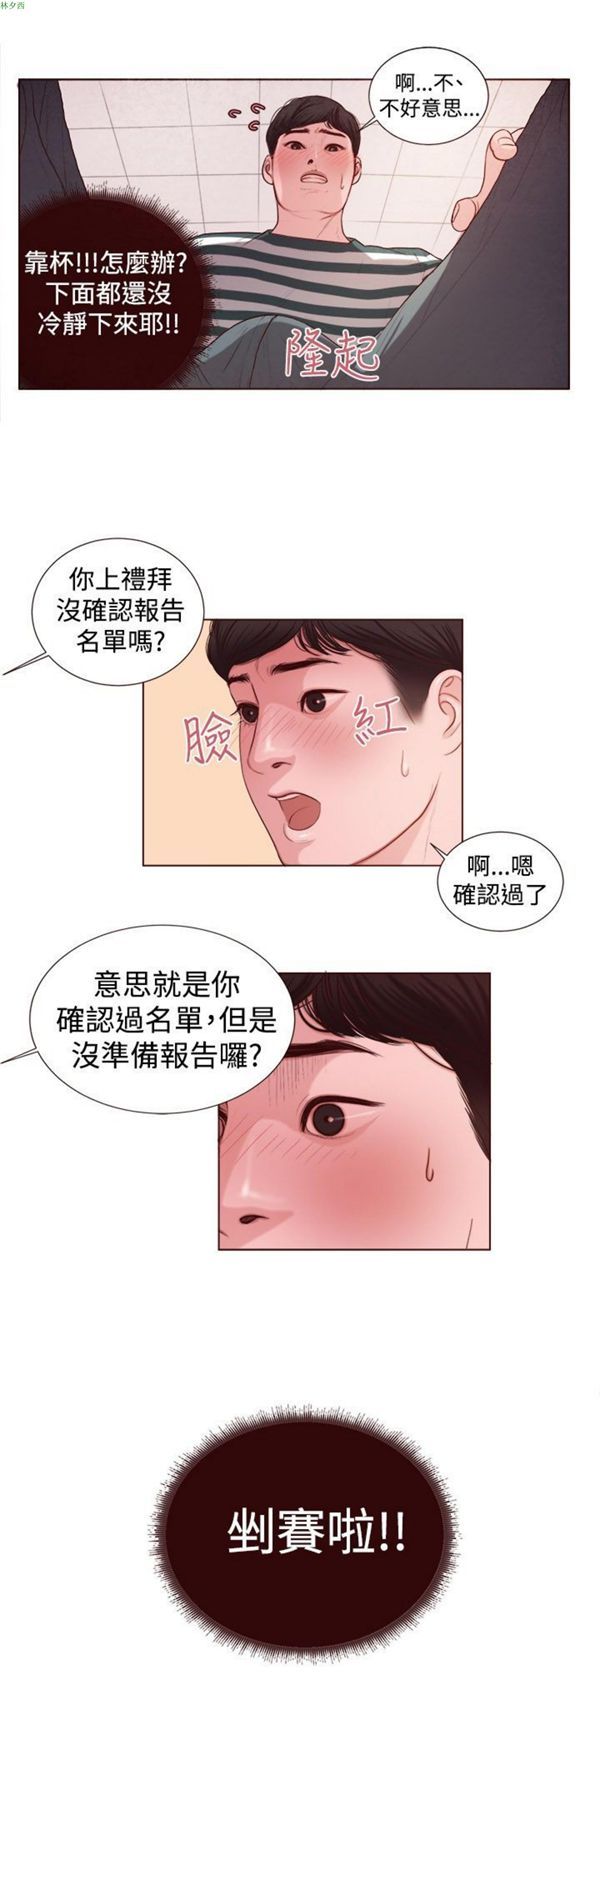 林夕西
啊…不、
不好意思…
靠杯!!!怎麼辦?
下面都還沒
冷靜下來耶!!
隆起
你上禮拜
沒確認報告
名單嗎?
臉紅
啊…嗯
確認過了
意思就是你
確認過名單,但是
沒準備報告囉?
剉賽啦!!